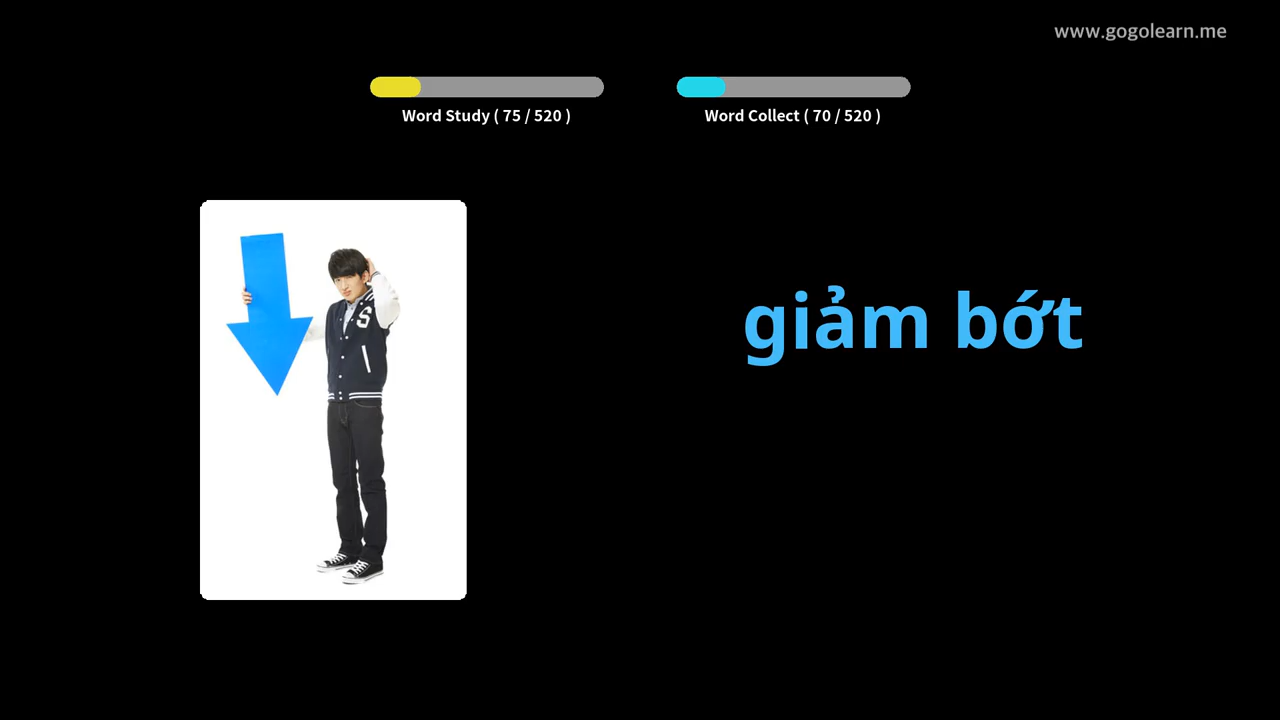 www.gogolearn.me
Word Study ( 75 / 520 )
Word Collect ( 70 / 520 )
S
giảm bớt